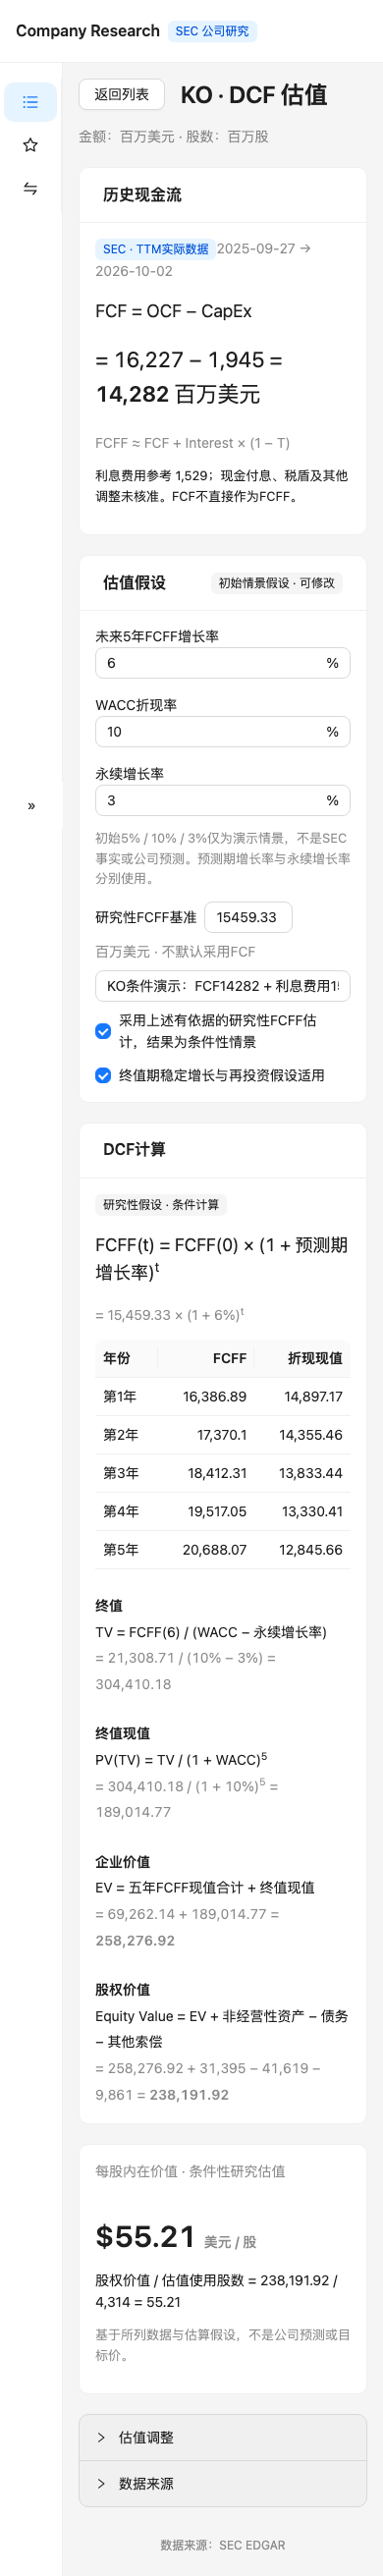 Company Research SEC 公司研究
返回列表 KO · DCF 估值
金额：百万美元 · 股数：百万股
历史现金流
SEC · TTM实际数据 2025-09-27 →
2026-10-02
FCF = OCF − CapEx
= 16,227 − 1,945 =
14,282 百万美元
FCFF ≈ FCF + Interest × (1 − T)
利息费用参考 1,529；现金付息、税盾及其他
调整未核准。FCF不直接作为FCFF。
估值假设 初始情景假设 · 可修改
未来5年FCFF增长率
6 %
WACC折现率
10 %
永续增长率
3 %
»
初始5% / 10% / 3%仅为演示情景，不是SEC
事实或公司预测。预测期增长率与永续增长率
分别使用。
研究性FCFF基准 15459.33
百万美元 · 不默认采用FCF
KO条件演示：FCF14282 + 利息费用15
采用上述有依据的研究性FCFF估
计，结果为条件性情景
终值期稳定增长与再投资假设适用
DCF计算
研究性假设 · 条件计算
FCFF(t) = FCFF(0) × (1 + 预测期
增长率)ᵗ
= 15,459.33 × (1 + 6%)ᵗ
年份 FCFF 折现现值
第1年 16,386.89 14,897.17
第2年 17,370.1 14,355.46
第3年 18,412.31 13,833.44
第4年 19,517.05 13,330.41
第5年 20,688.07 12,845.66
终值
TV = FCFF(6) / (WACC − 永续增长率)
= 21,308.71 / (10% − 3%) =
304,410.18
终值现值
PV(TV) = TV / (1 + WACC)⁵
= 304,410.18 / (1 + 10%)⁵ =
189,014.77
企业价值
EV = 五年FCFF现值合计 + 终值现值
= 69,262.14 + 189,014.77 =
258,276.92
股权价值
Equity Value = EV + 非经营性资产 − 债务
− 其他索偿
= 258,276.92 + 31,395 − 41,619 −
9,861 = 238,191.92
每股内在价值 · 条件性研究估值
$55.21 美元 / 股
股权价值 / 估值使用股数 = 238,191.92 /
4,314 = 55.21
基于所列数据与估算假设，不是公司预测或目
标价。
估值调整
数据来源
数据来源：SEC EDGAR